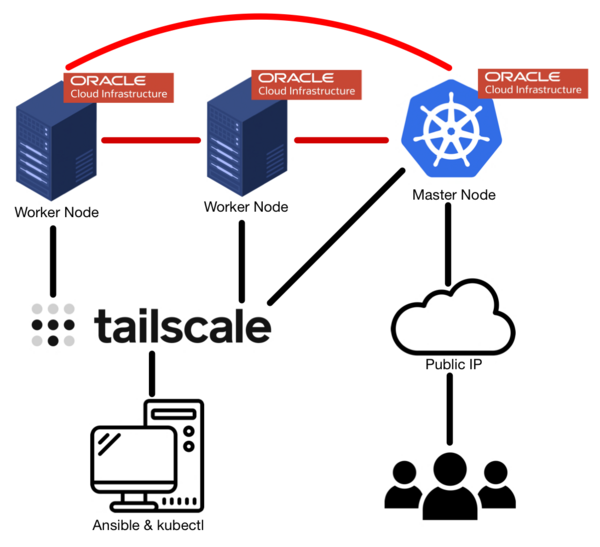 ORACLE
Cloud Infrastructure
ORACLE
Cloud Infrastructure
ORACLE
Cloud Infrastructure
Worker Node
Worker Node
Master Node
tailscale
Public IP
Ansible & kubectl